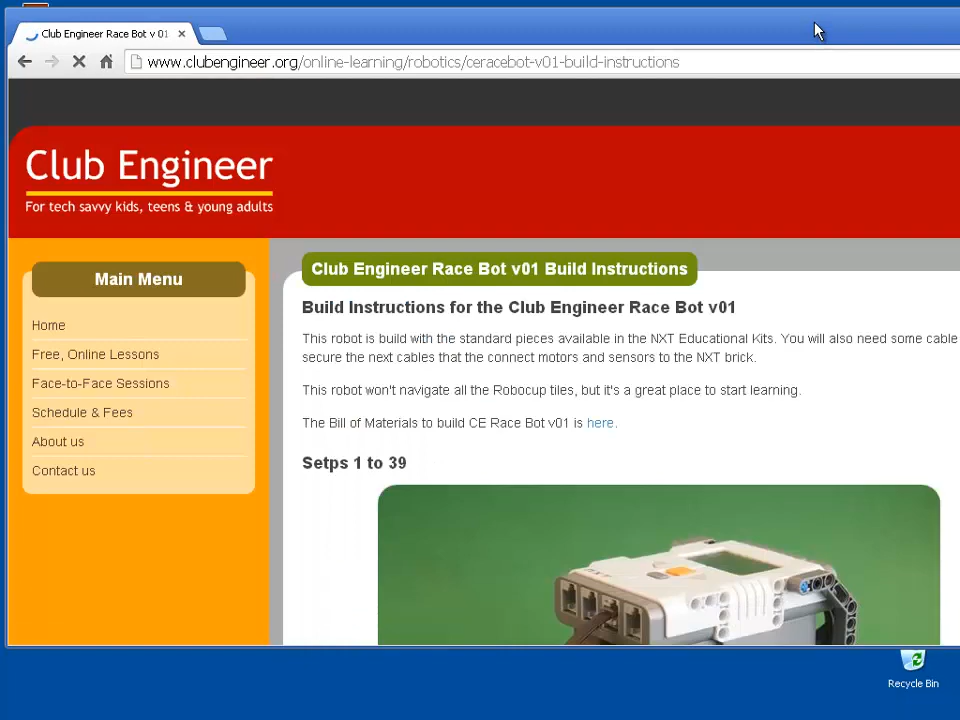 Club Engineer Race Bot v 01
www.clubengineer.org/online-learning/robotics/ceracebot-v01-build-instructions
Club Engineer
For tech savvy kids, teens & young adults
Main Menu
Home
Free, Online Lessons
Face-to-Face Sessions
Schedule & Fees
About us
Contact us
Club Engineer Race Bot v01 Build Instructions
Build Instructions for the Club Engineer Race Bot v01
This robot is build with the standard pieces available in the NXT Educational Kits. You will also need some cable
secure the next cables that the connect motors and sensors to the NXT brick.
This robot won't navigate all the Robocup tiles, but it's a great place to start learning.
The Bill of Materials to build CE Race Bot v01 is here.
Setps 1 to 39
Recycle Bin